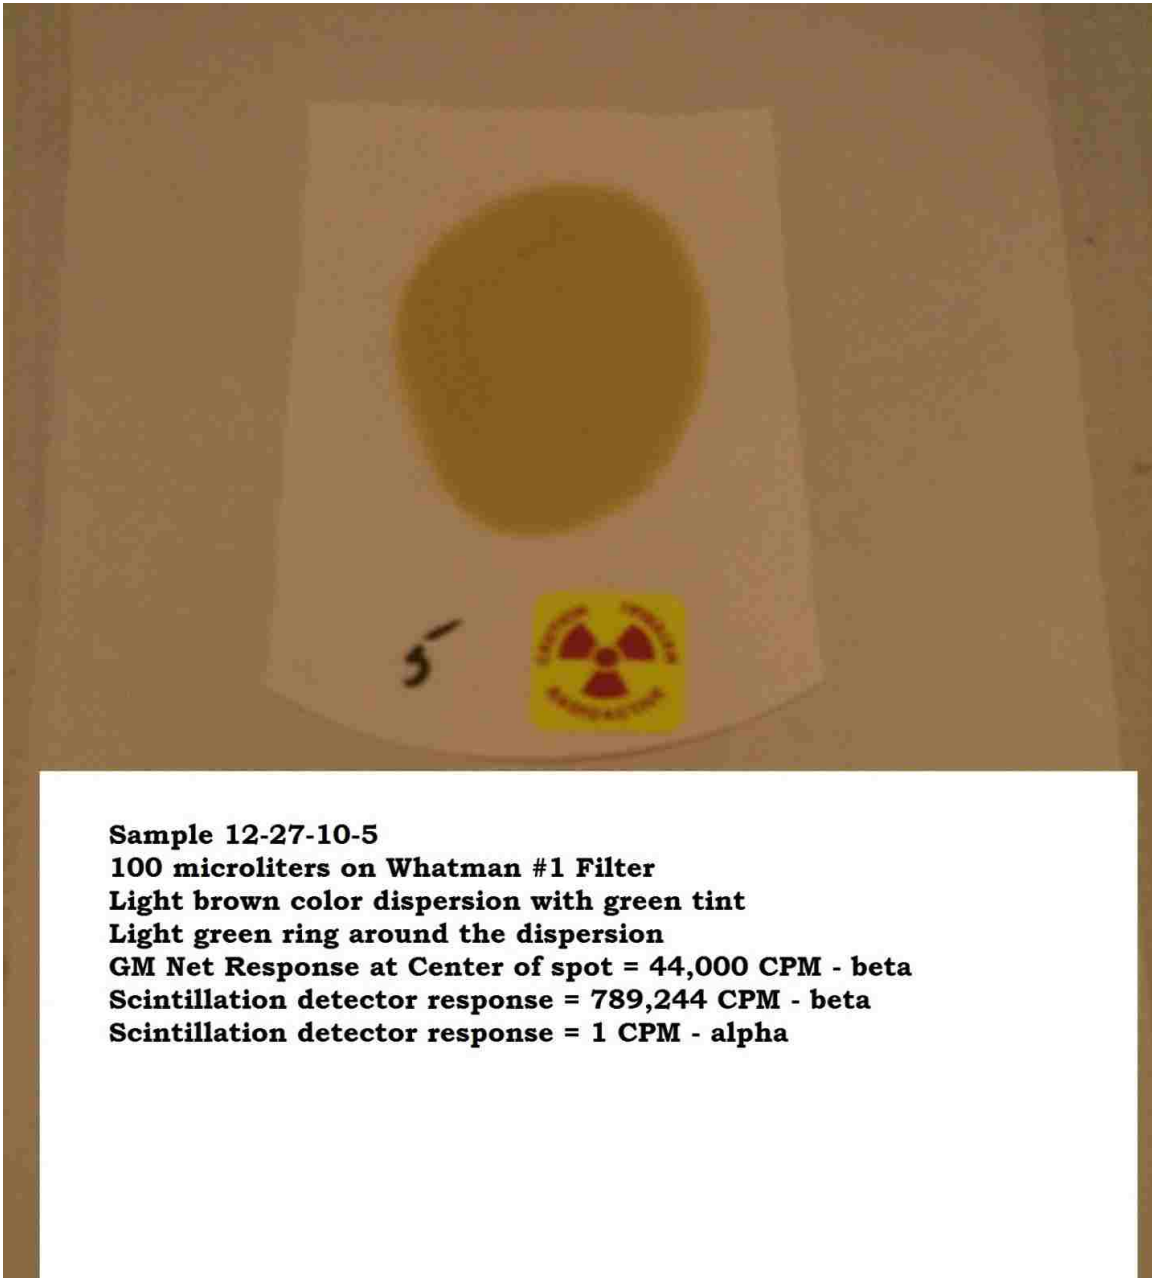 5
CAUTION
RADIOACTIVE
Sample 12-27-10-5
100 microliters on Whatman #1 Filter
Light brown color dispersion with green tint
Light green ring around the dispersion
GM Net Response at Center of spot = 44,000 CPM - beta
Scintillation detector response = 789,244 CPM - beta
Scintillation detector response = 1 CPM - alpha